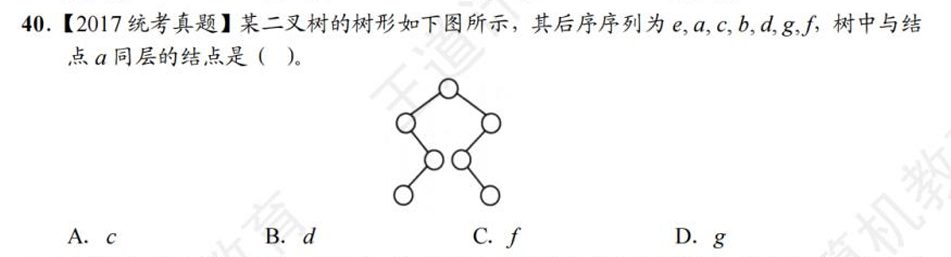 40.【2017 统考真题】某二叉树的树形如下图所示，其后序序列为 e, a, c, b, d, g, f，树中与结
点 a 同层的结点是（　）。
A. c　B. d　C. f　D. g